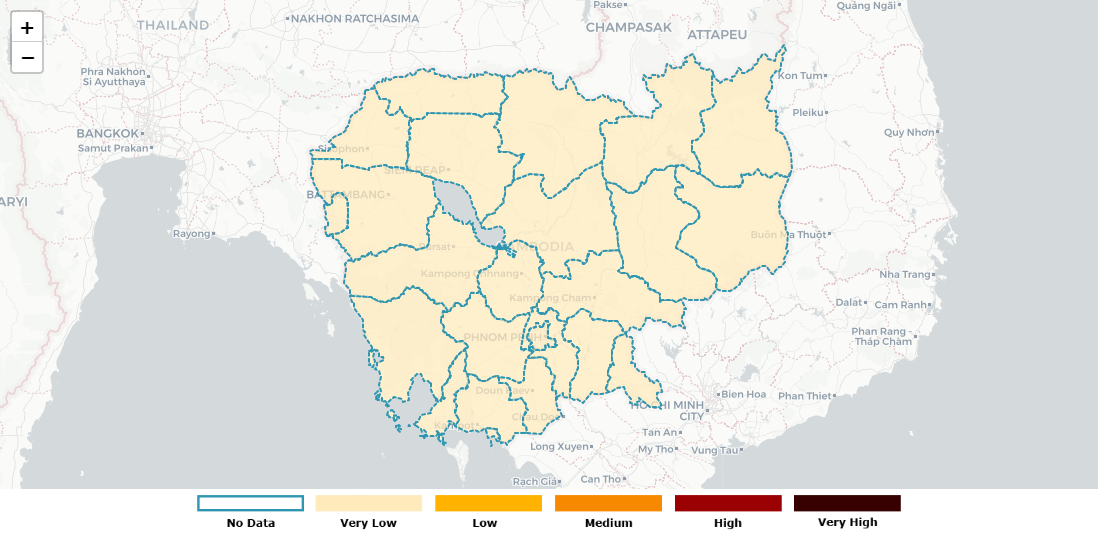 +
−
Pakse
Quảng Ngãi
NAKHON RATCHASIMA
THAILAND
CHAMPASAK
ATTAPEU
Phra Nakhon
Si Ayutthaya
Kon Tum
Pleiku
BANGKOK
Quy Nhơn
Samut Prakan
Sisophon
SIEM REAP
BATTAMBANG
ARYI
Rayong
Buôn Ma Thuột
Pursat
CAMBODIA
Kampong Chhnang
Nha Trang
Kampong Cham
Dalat
Cam Ranh
PHNOM PENH
Phan Rang -
Tháp Chàm
Doun Kaev
Bien Hoa
Phan Thiet
HO CHI MINH
CITY
Chau Doc
Kampot
Tan An
Long Xuyen
My Tho
Vung Tau
Rach Giá
Can Tho
No Data
Very Low
Low
Medium
High
Very High